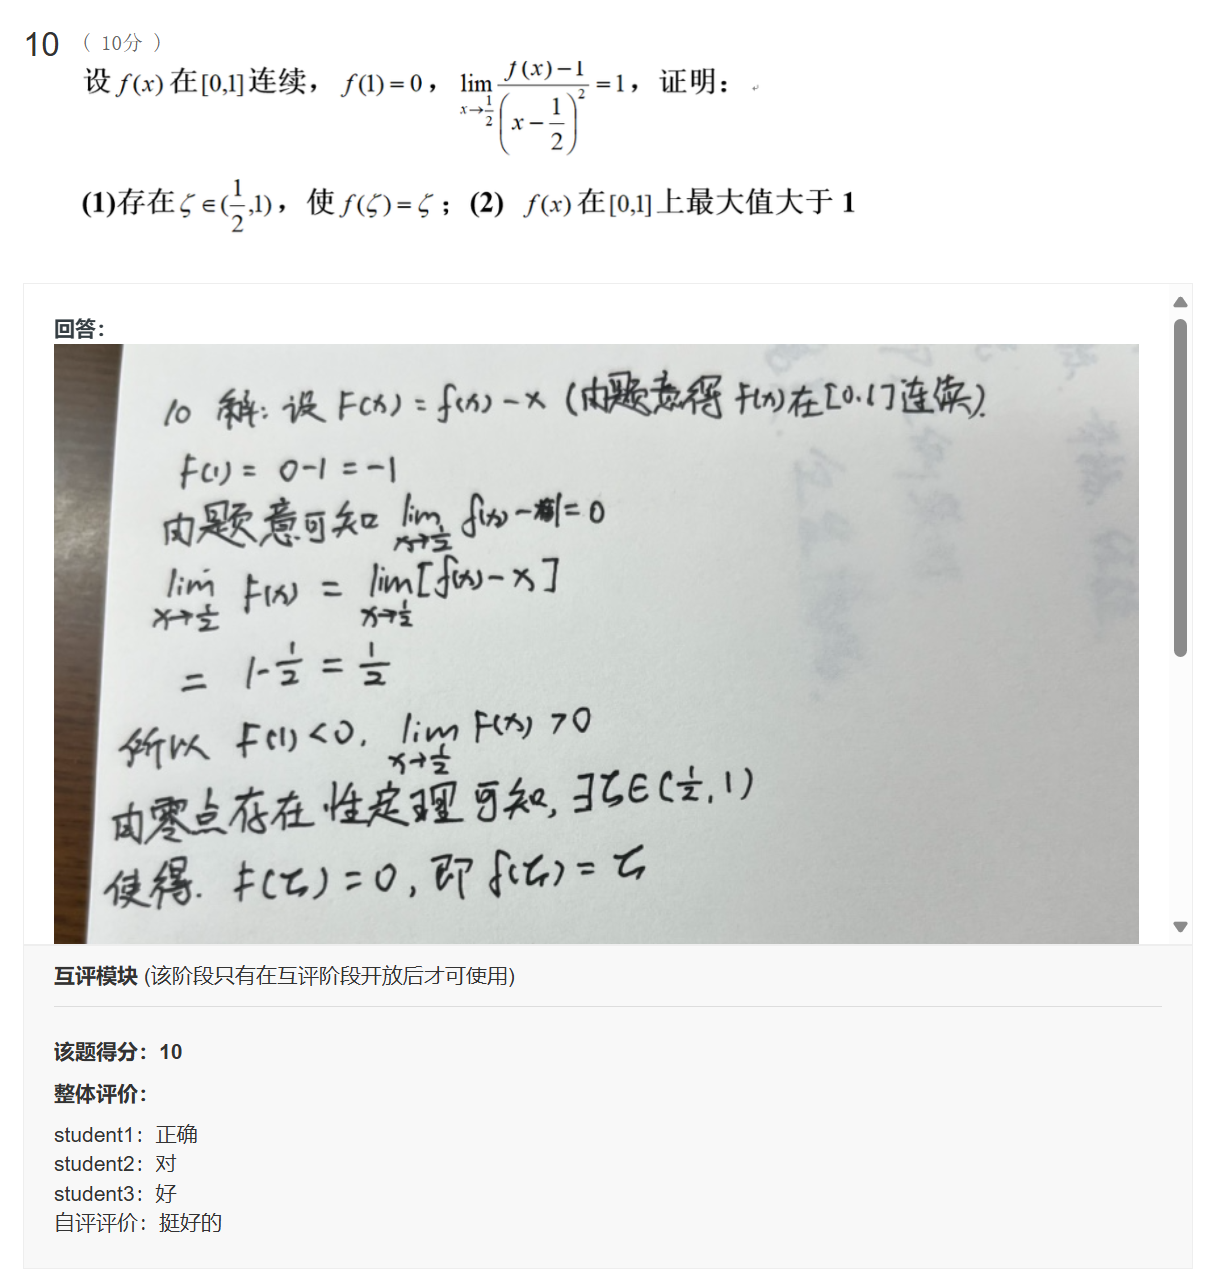 10 （ 10分 ）
设 f(x) 在[0,1]连续， f(1)=0， lim x→1/2 (f(x)−1)/(x−1/2)^2 =1，证明：
(1)存在 ζ∈(1/2,1)，使 f(ζ)=ζ；(2) f(x) 在[0,1]上最大值大于 1
回答：
10 解：设 F(x) = f(x) - x (由题意得 F(x)在[0.1]连续).
F(1) = 0-1 = -1
由题意可知 lim x→1/2 f(x) - 1 = 0
lim x→1/2 F(x) = lim x→1/2 [f(x) - x]
= 1 - 1/2 = 1/2
所以 F(1) < 0, lim x→1/2 F(x) > 0
由零点存在性定理可知, ∃ζ∈(1/2, 1)
使得. F(ζ) = 0, 即 f(ζ) = ζ
互评模块 (该阶段只有在互评阶段开放后才可使用)
该题得分：10
整体评价：
student1：正确
student2：对
student3：好
自评评价：挺好的